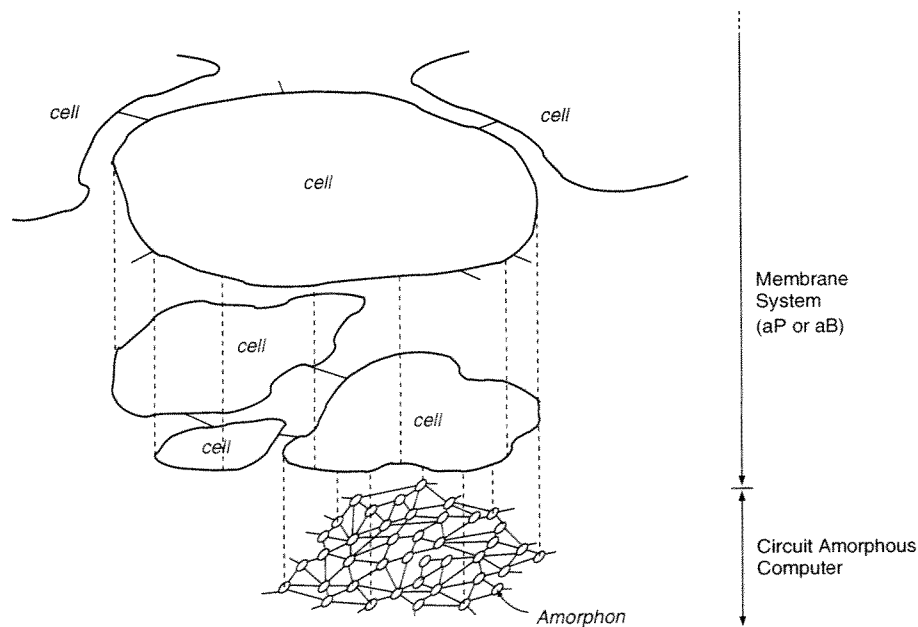 cell
cell
cell
cell
cell
cell
Membrane
System
(aP or aB)
Circuit Amorphous
Computer
Amorphon